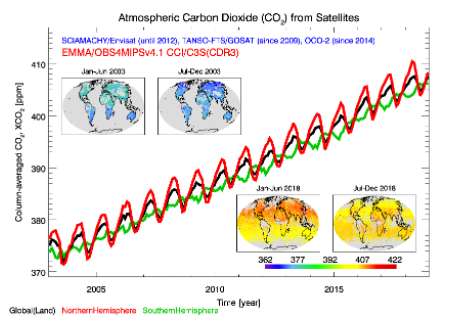 Atmospheric Carbon Dioxide (CO2) from Satellites
SCIAMACHY/Envisat (until 2012), TANSO-FTS/GOSAT (since 2009), OCO-2 (since 2014)
EMMA/OBS4MIPSv4.1 CCI/C3S(CDR3)
Jan-Jun 2003 Jul-Dec 2003
Column-averaged CO2, XCO2 [ppm]
410
400
390
380
370
Jan-Jun 2018 Jul-Dec 2018
362 377 392 407 422
2005 2010 2015
Time [year]
Global(Land) NorthernHemisphere SouthernHemisphere